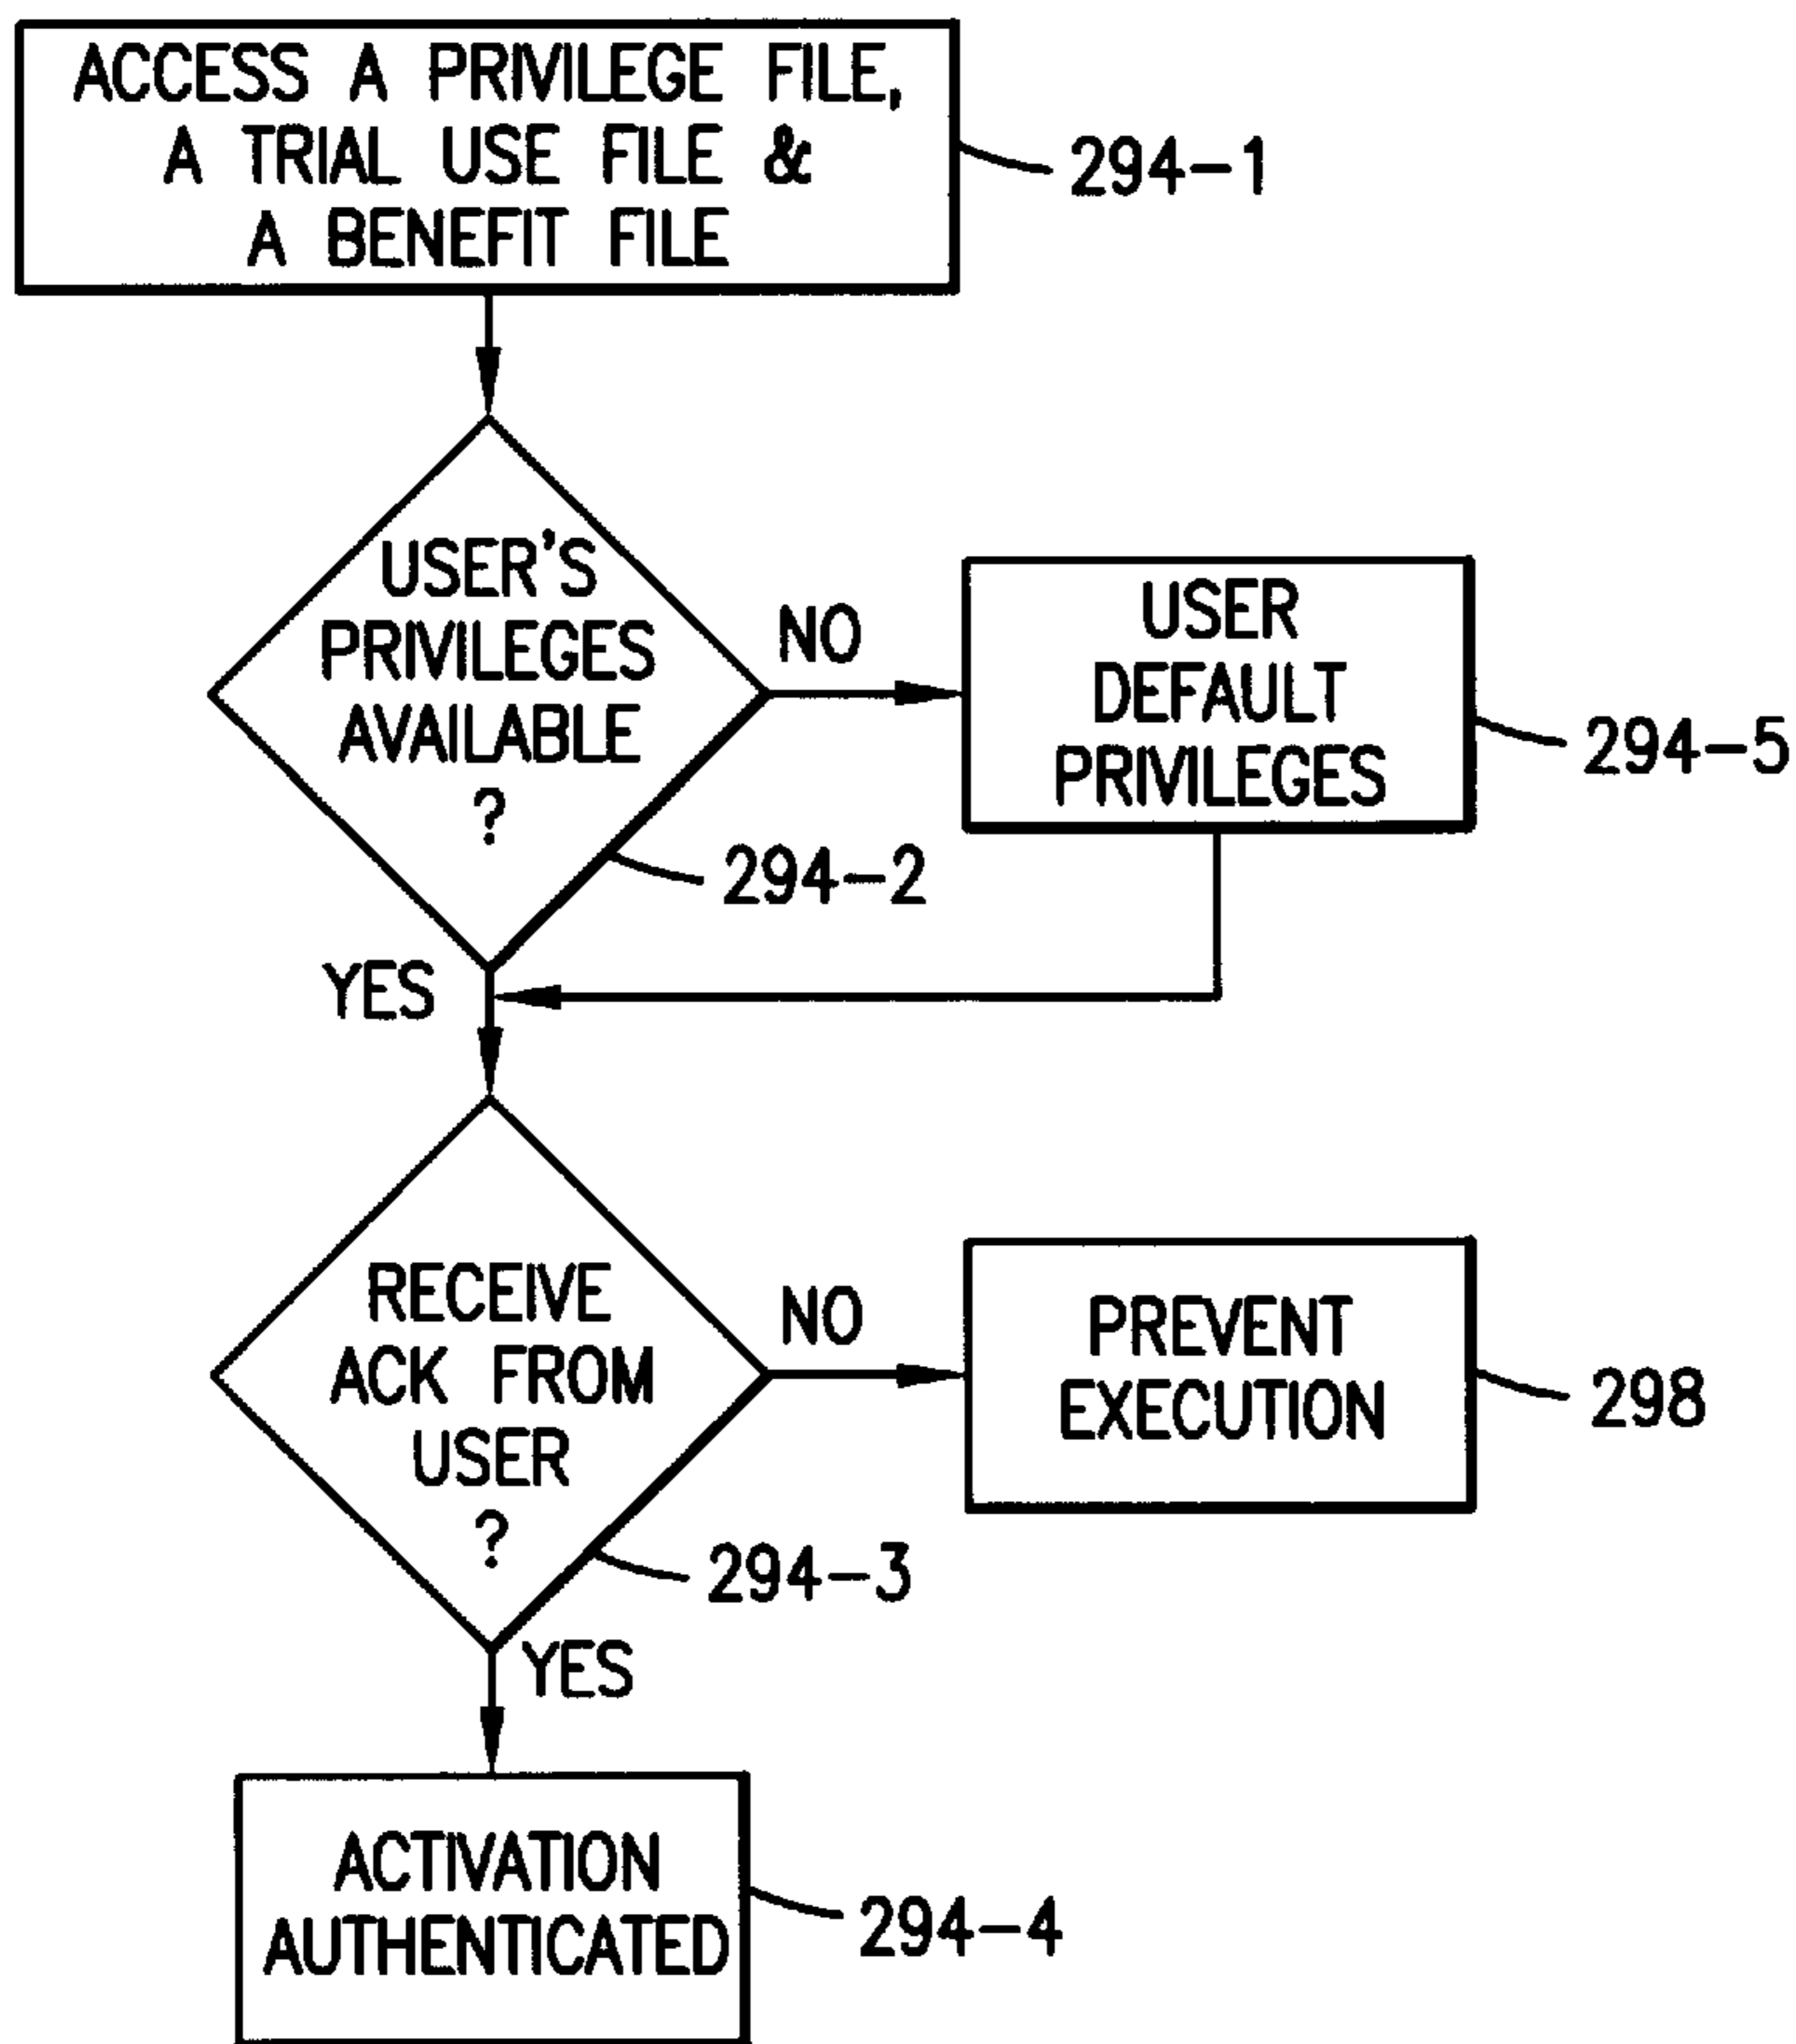 ACCESS A PRIVILEGE FILE,
A TRIAL USE FILE &
A BENEFIT FILE
294-1
USER'S
PRIVILEGES
AVAILABLE
?
NO
294-2
USER
DEFAULT
PRIVILEGES
294-5
YES
RECEIVE
ACK FROM
USER
?
NO
294-3
PREVENT
EXECUTION
298
YES
ACTIVATION
AUTHENTICATED
294-4